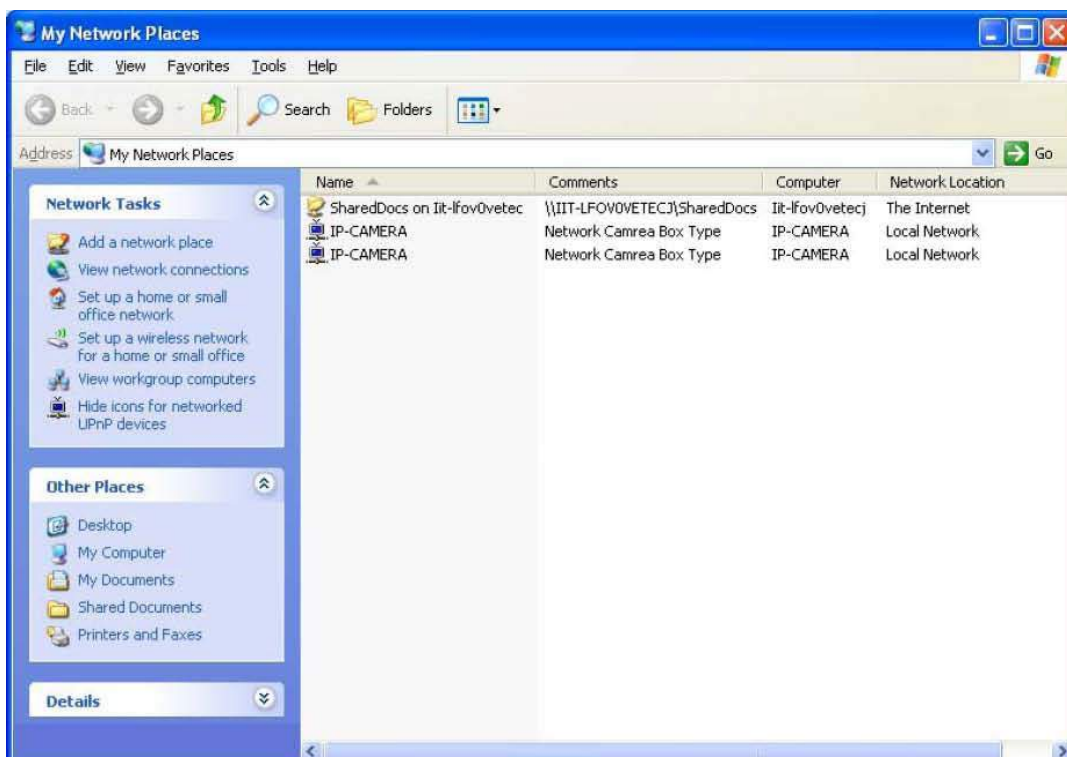 My Network Places
File Edit View Favorites Tools Help
Back Search Folders
Address My Network Places Go
Network Tasks
Add a network place
View network connections
Set up a home or small
office network
Set up a wireless network
for a home or small office
View workgroup computers
Hide icons for networked
UPnP devices
Other Places
Desktop
My Computer
My Documents
Shared Documents
Printers and Faxes
Details
Name Comments Computer Network Location
SharedDocs on Iit-lfov0vetec \\IIT-LFOV0VETECJ\SharedDocs Iit-lfov0vetecj The Internet
IP-CAMERA Network Camrea Box Type IP-CAMERA Local Network
IP-CAMERA Network Camrea Box Type IP-CAMERA Local Network